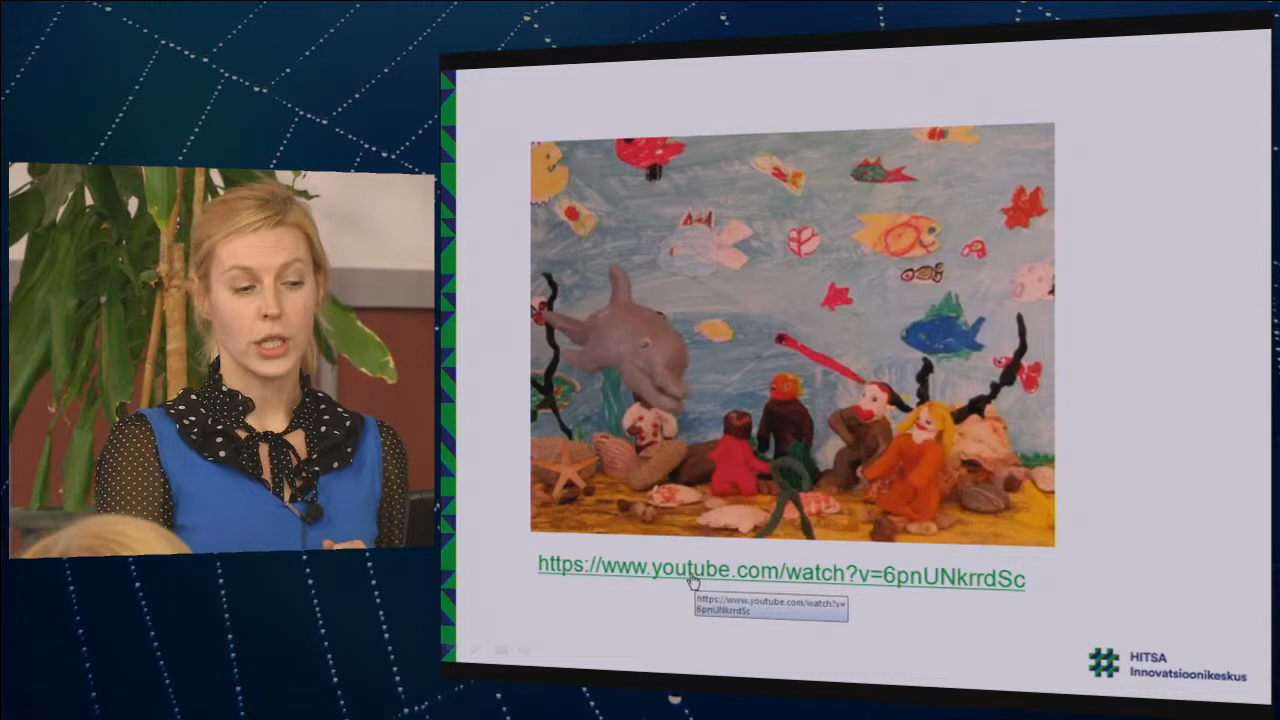 https://www.youtube.com/watch?v=6pnUNkrrdSc
https://www.youtube.com/watch?v=
6pnUNkrrdSc
HITSA
Innovatsioonikeskus